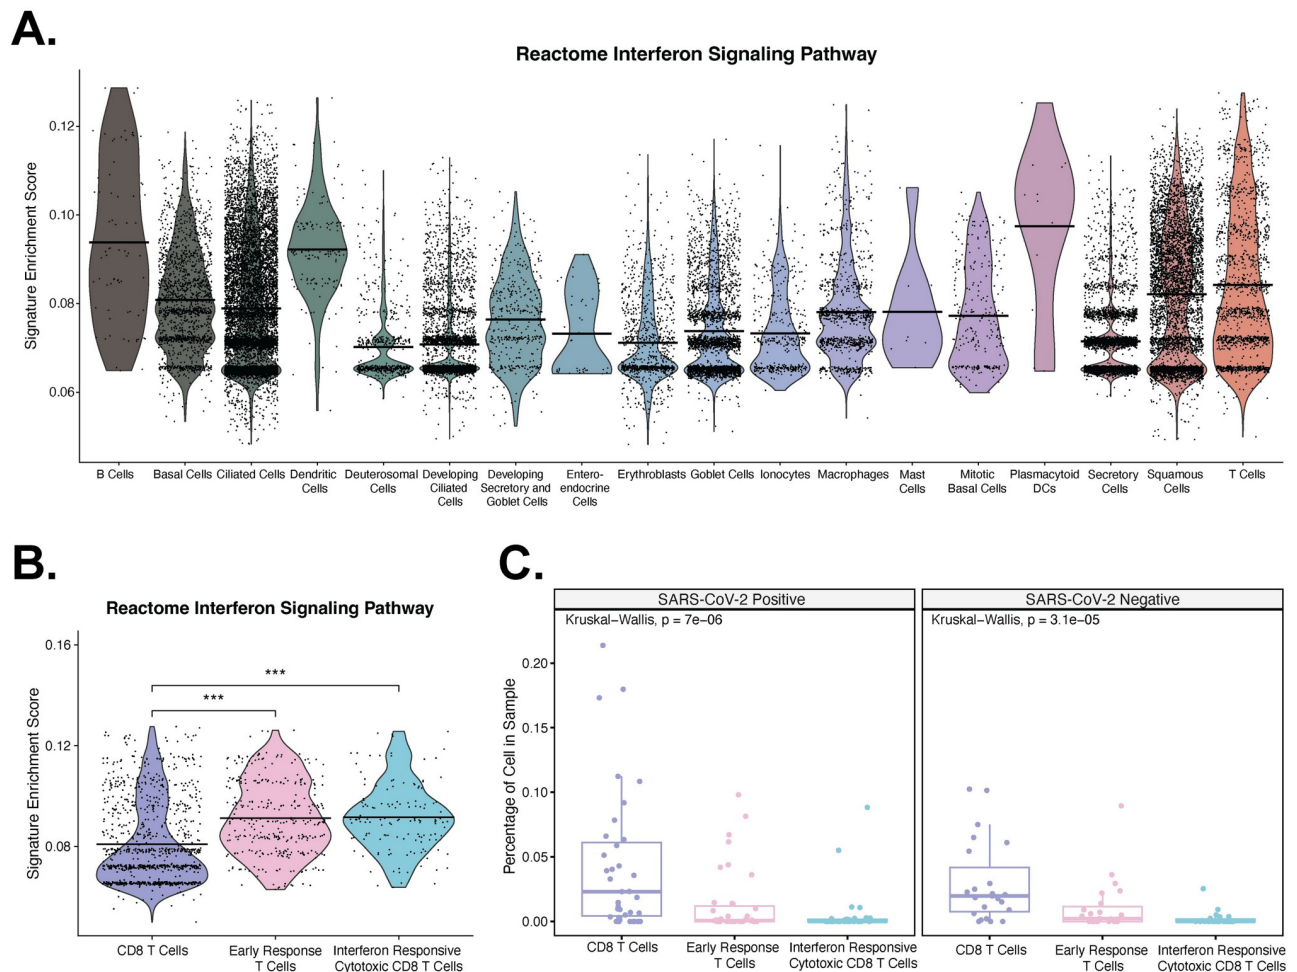 A.
Reactome Interferon Signaling Pathway
Signature Enrichment Score
0.12
0.10
0.08
0.06
B Cells
Basal Cells
Ciliated Cells
Dendritic
Cells
Deuterosomal
Cells
Developing
Ciliated
Cells
Developing
Secretory and
Goblet Cells
Entero-
endocrine
Cells
Erythroblasts
Goblet Cells
Ionocytes
Macrophages
Mast
Cells
Mitotic
Basal Cells
Plasmacytoid
DCs
Secretory
Cells
Squamous
Cells
T Cells
B.
Reactome Interferon Signaling Pathway
Signature Enrichment Score
0.16
0.12
0.08
***
***
CD8 T Cells
Early Response
T Cells
Interferon Responsive
Cytotoxic CD8 T Cells
C.
SARS-CoV-2 Positive
SARS-CoV-2 Negative
Kruskal−Wallis, p = 7e−06
Kruskal−Wallis, p = 3.1e−05
Percentage of Cell in Sample
0.20
0.15
0.10
0.05
0.00
CD8 T Cells
Early Response
T Cells
Interferon Responsive
Cytotoxic CD8 T Cells
CD8 T Cells
Early Response
T Cells
Interferon Responsive
Cytotoxic CD8 T Cells